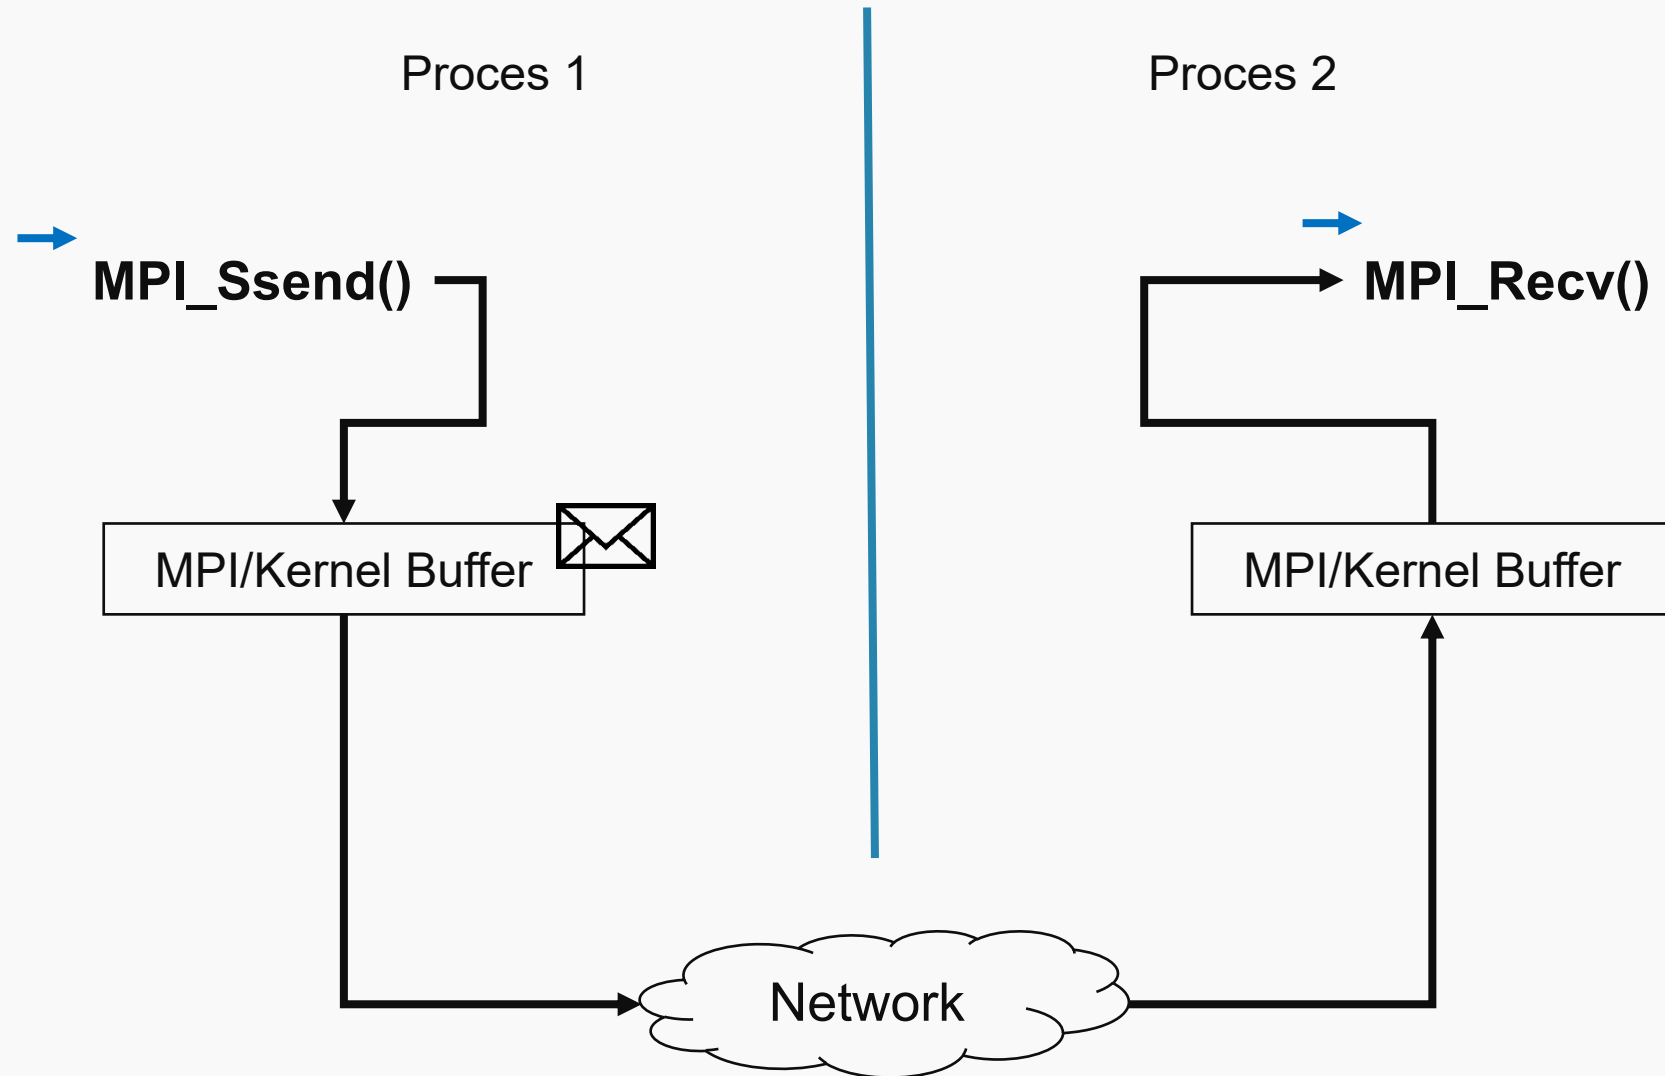 Proces 1
Proces 2
MPI_Ssend()
MPI_Recv()
MPI/Kernel Buffer
MPI/Kernel Buffer
Network